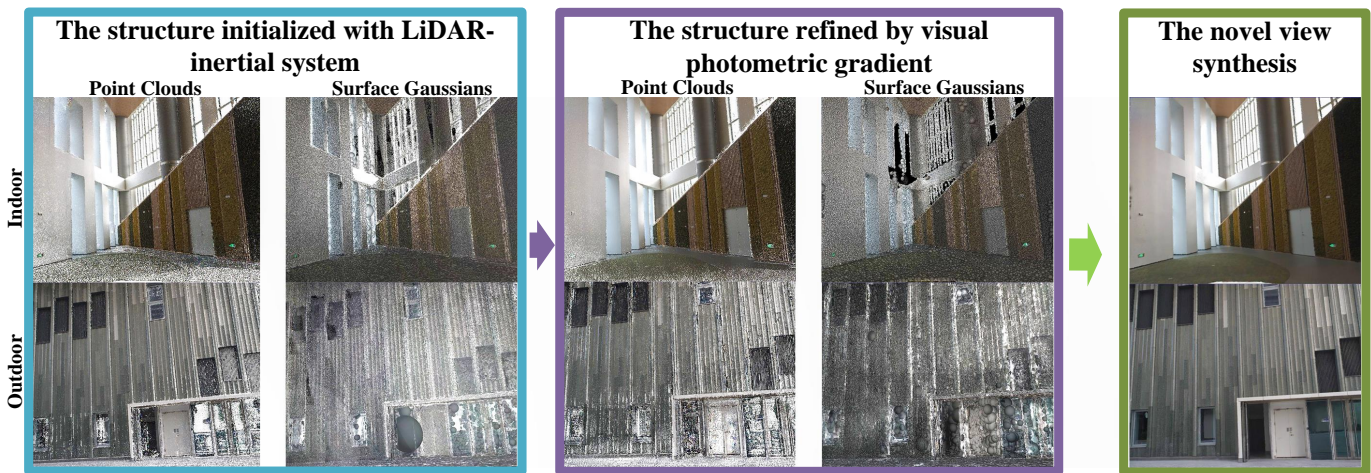 The structure initialized with LiDAR-
inertial system
Point Clouds
Surface Gaussians
The structure refined by visual
photometric gradient
Point Clouds
Surface Gaussians
The novel view
synthesis
Indoor
Outdoor